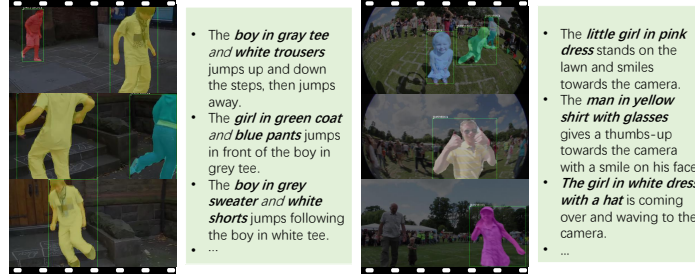 • The boy in gray tee
and white trousers
jumps up and down
the steps, then jumps
away.
• The girl in green coat
and blue pants jumps
in front of the boy in
grey tee.
• The boy in grey
sweater and white
shorts jumps following
the boy in white tee.
• ...
• The little girl in pink
dress stands on the
lawn and smiles
towards the camera.
• The man in yellow
shirt with glasses
gives a thumbs-up
towards the camera
with a smile on his face
• The girl in white dress
with a hat is coming
over and waving to the
camera.
• ...